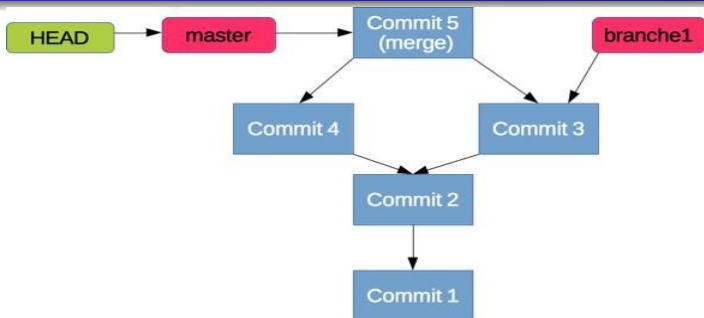 HEAD
master
Commit 5
(merge)
branche1
Commit 4
Commit 3
Commit 2
Commit 1